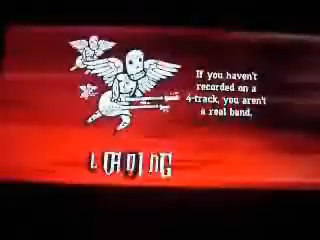 If you haven't
recorded on a
4-track, you aren't
a real band.
LOADING